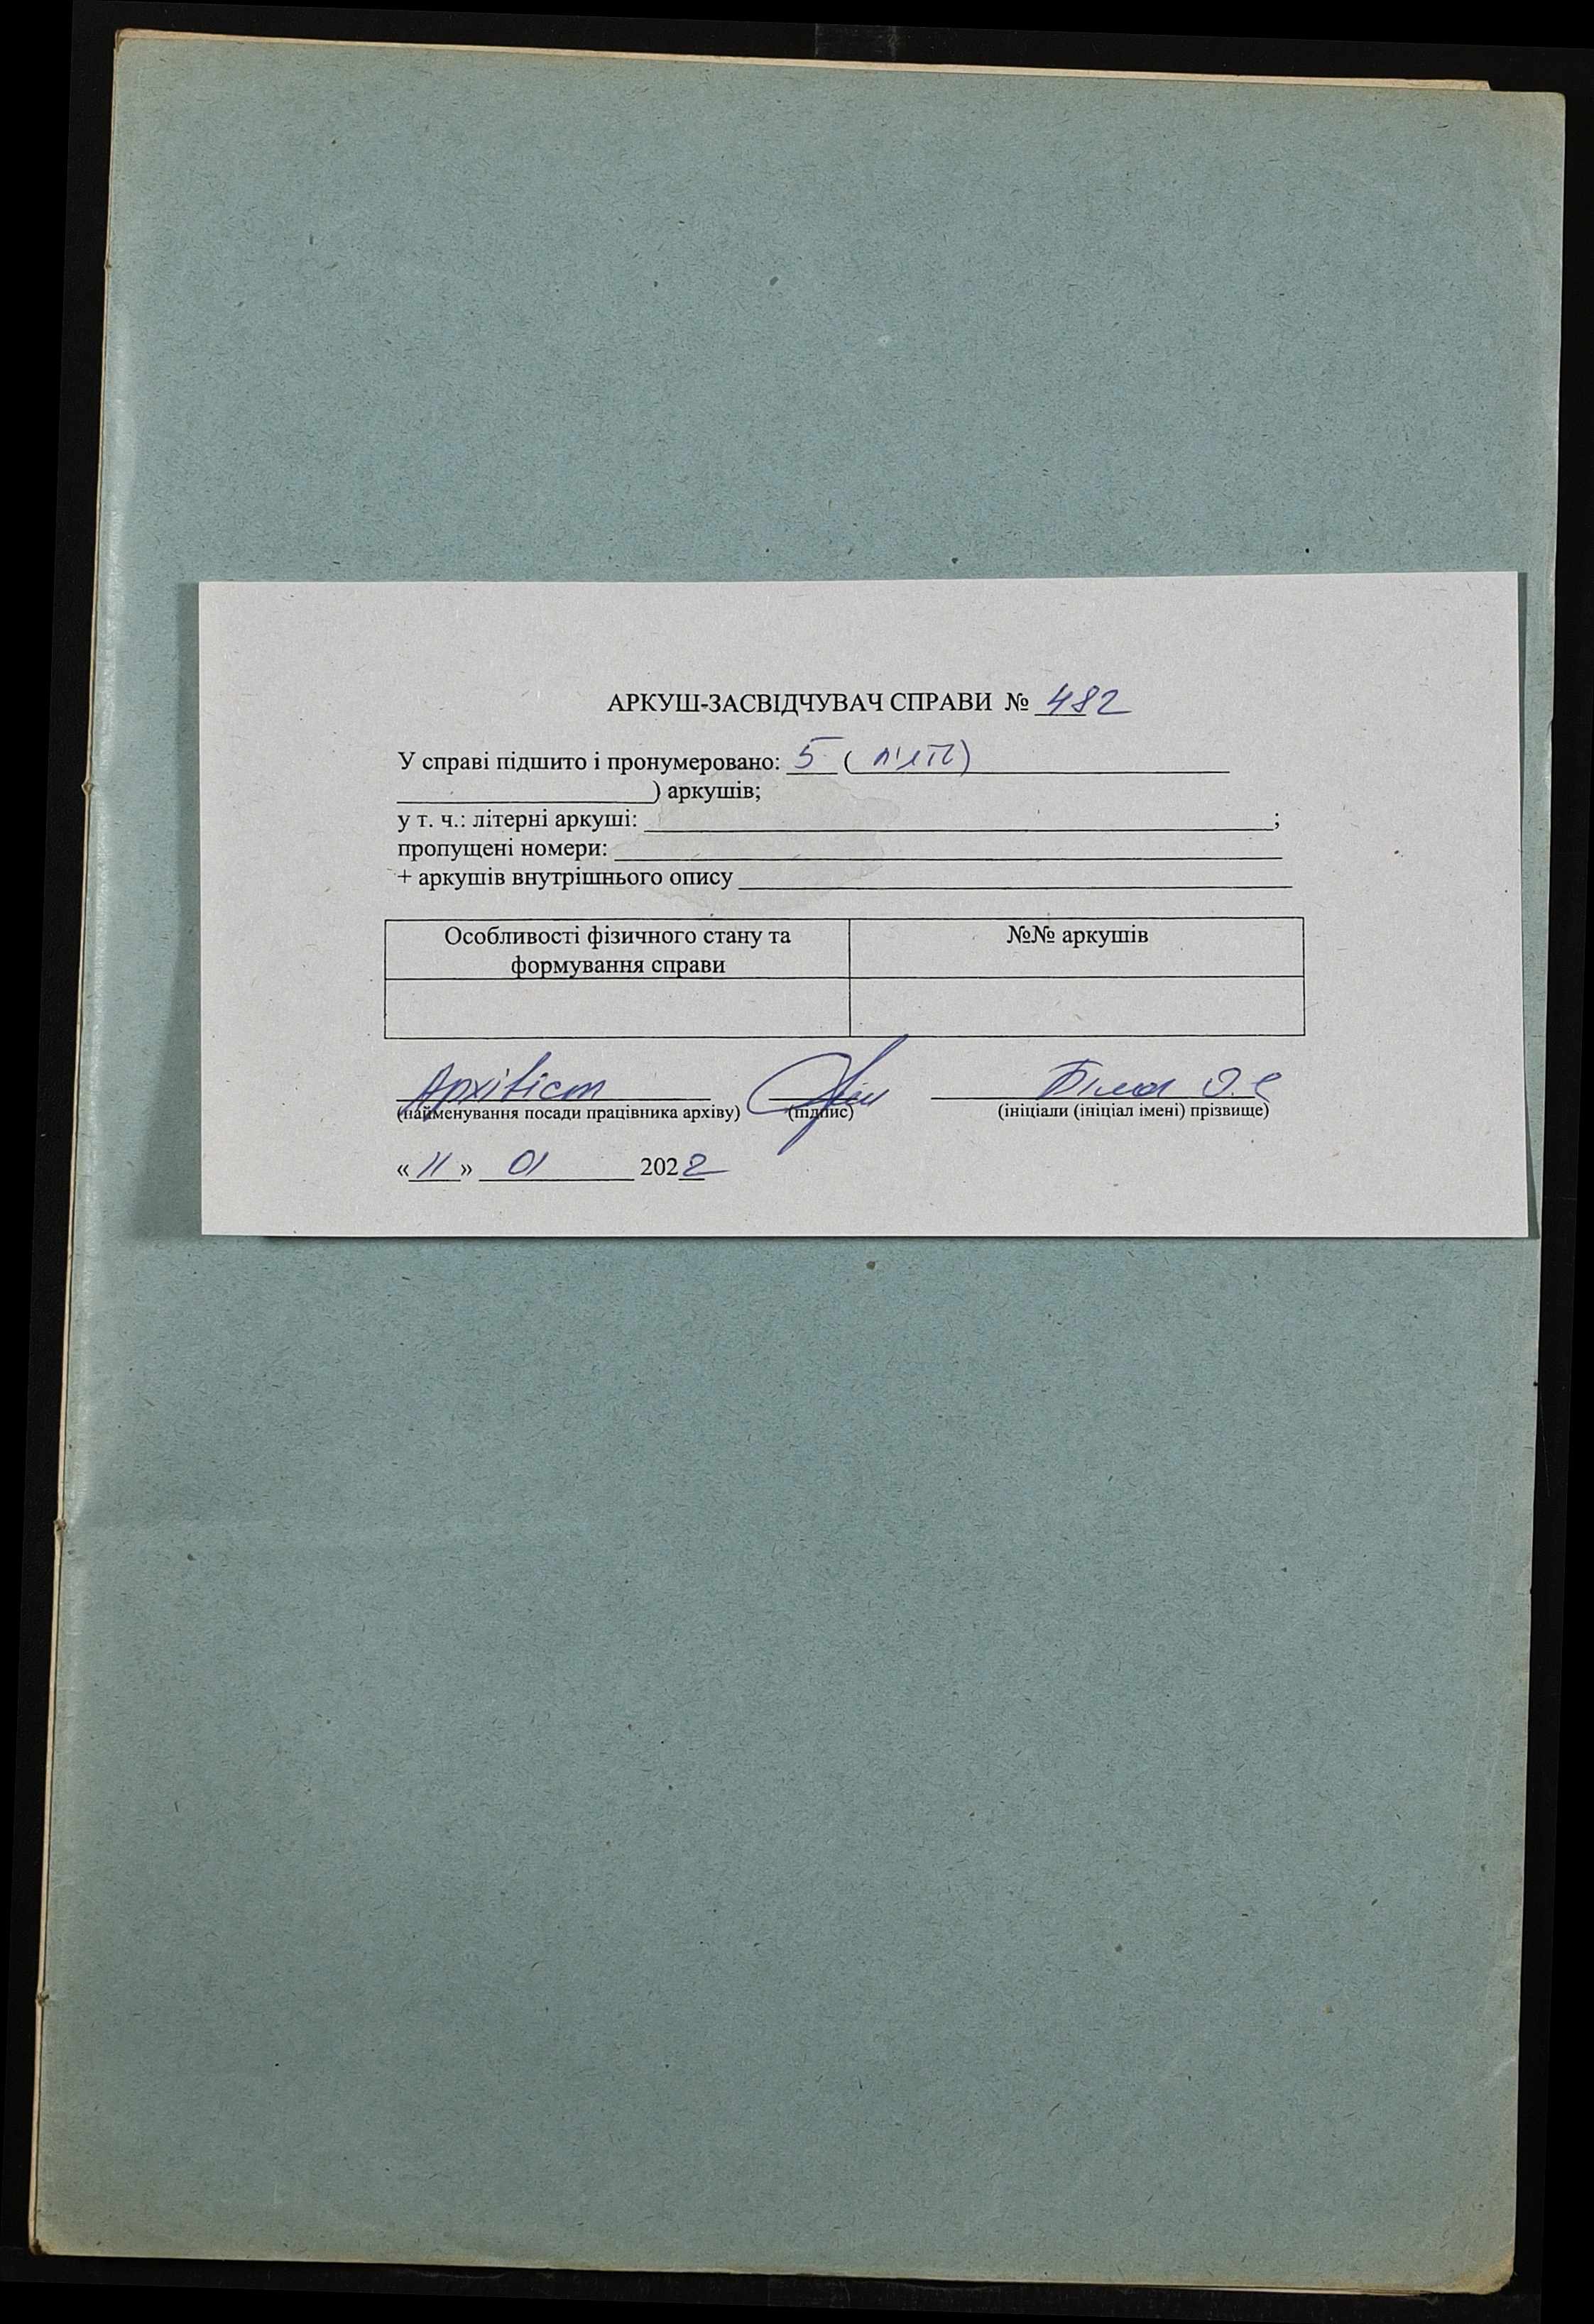 АРКУШ-ЗАСВІДЧУВАЧ СПРАВИ № 482
У справі підшито і пронумеровано: 5 ( п'ять)
) аркушів;
у т. ч.: літерні аркуші: ;
пропущені номери:
+ аркушів внутрішнього опису
Особливості фізичного стану та формування справи
№№ аркушів
Архівіст Біла О.Є
(найменування посади працівника архіву) (підпис) (ініціали (ініціал імені) прізвище)
« 11 » 01 2022